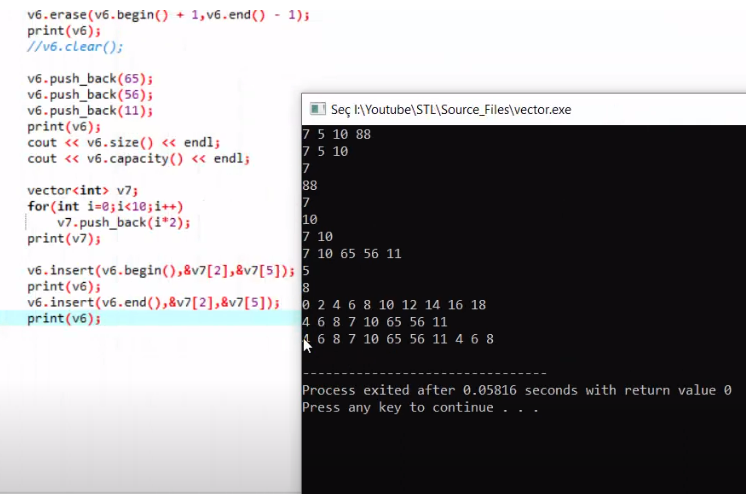 v6.erase(v6.begin() + 1,v6.end() - 1);
print(v6);
//v6.clear();
v6.push_back(65);
v6.push_back(56);
v6.push_back(11);
print(v6);
cout << v6.size() << endl;
cout << v6.capacity() << endl;
vector<int> v7;
for(int i=0;i<10;i++)
v7.push_back(i*2);
print(v7);
v6.insert(v6.begin(),&v7[2],&v7[5]);
print(v6);
v6.insert(v6.end(),&v7[2],&v7[5]);
print(v6);
Seç I:\Youtube\STL\Source_Files\vector.exe
7 5 10 88
7 5 10
7
88
7
10
7 10
7 10 65 56 11
5
8
0 2 4 6 8 10 12 14 16 18
4 6 8 7 10 65 56 11
4 6 8 7 10 65 56 11 4 6 8
--------------------------------
Process exited after 0.05816 seconds with return value 0
Press any key to continue . . .